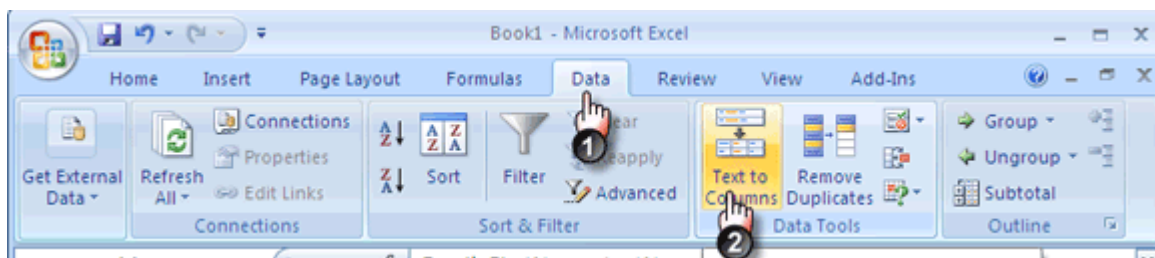 Book1 - Microsoft Excel
Home Insert Page Layout Formulas Data Review View Add-Ins
Get External Data
Refresh All
Connections
Properties
Edit Links
Connections
A Z
Z A
A Z
Z A
Sort
Filter
Reapply
Advanced
Sort & Filter
1
Text to Columns
2
Remove Duplicates
Data Tools
Group
Ungroup
Subtotal
Outline